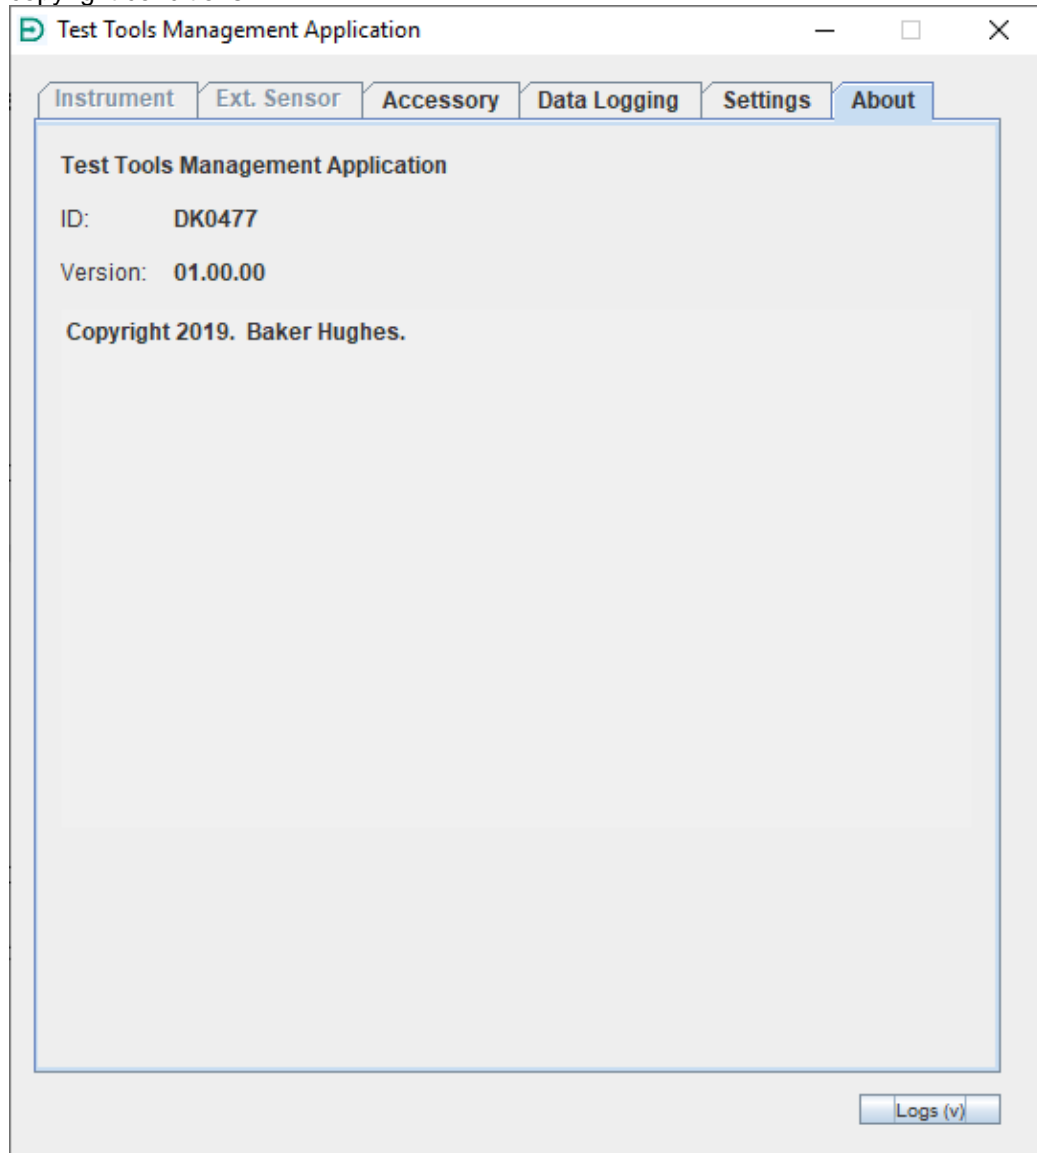 Test Tools Management Application
Instrument Ext. Sensor Accessory Data Logging Settings About
Test Tools Management Application
ID: DK0477
Version: 01.00.00
Copyright 2019.  Baker Hughes.
Logs (v)